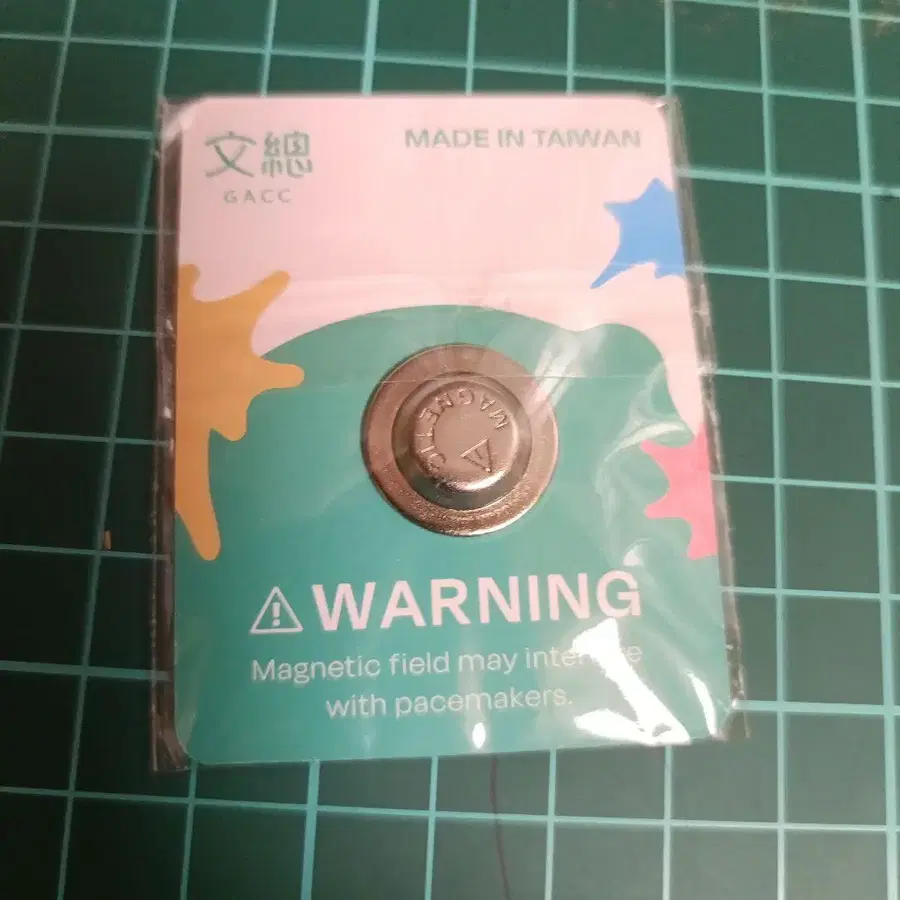 文總
GACC
MADE IN TAIWAN
MAGNETIC
WARNING
Magnetic field may interfere
with pacemakers.